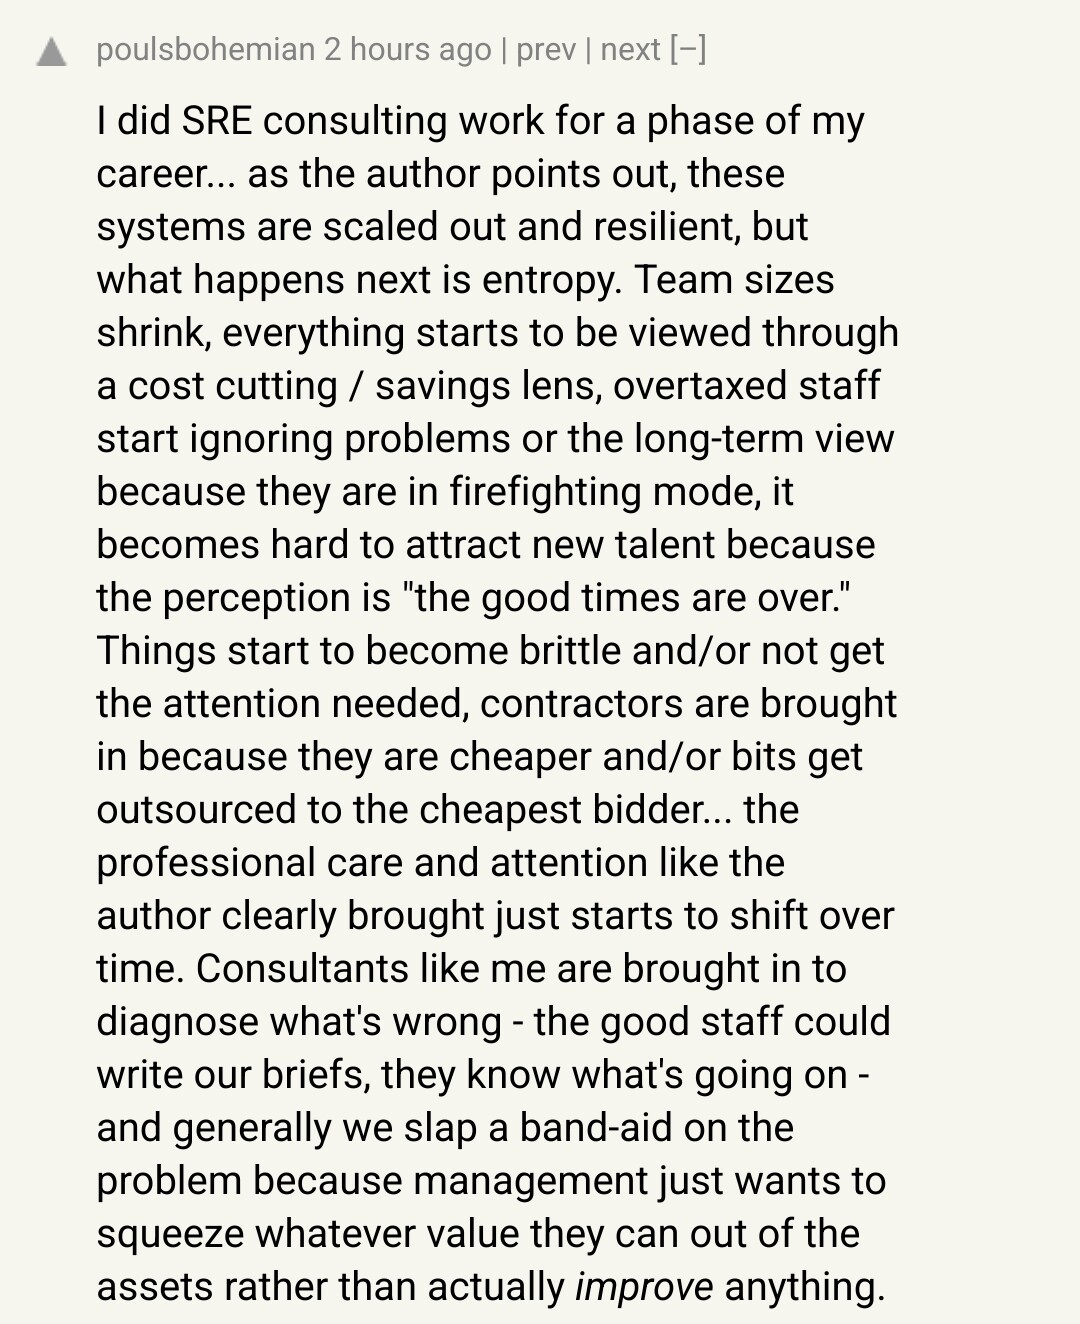 poulsbohemian 2 hours ago | prev | next [–]
I did SRE consulting work for a phase of my
career... as the author points out, these
systems are scaled out and resilient, but
what happens next is entropy. Team sizes
shrink, everything starts to be viewed through
a cost cutting / savings lens, overtaxed staff
start ignoring problems or the long-term view
because they are in firefighting mode, it
becomes hard to attract new talent because
the perception is "the good times are over."
Things start to become brittle and/or not get
the attention needed, contractors are brought
in because they are cheaper and/or bits get
outsourced to the cheapest bidder... the
professional care and attention like the
author clearly brought just starts to shift over
time. Consultants like me are brought in to
diagnose what's wrong - the good staff could
write our briefs, they know what's going on -
and generally we slap a band-aid on the
problem because management just wants to
squeeze whatever value they can out of the
assets rather than actually improve anything.